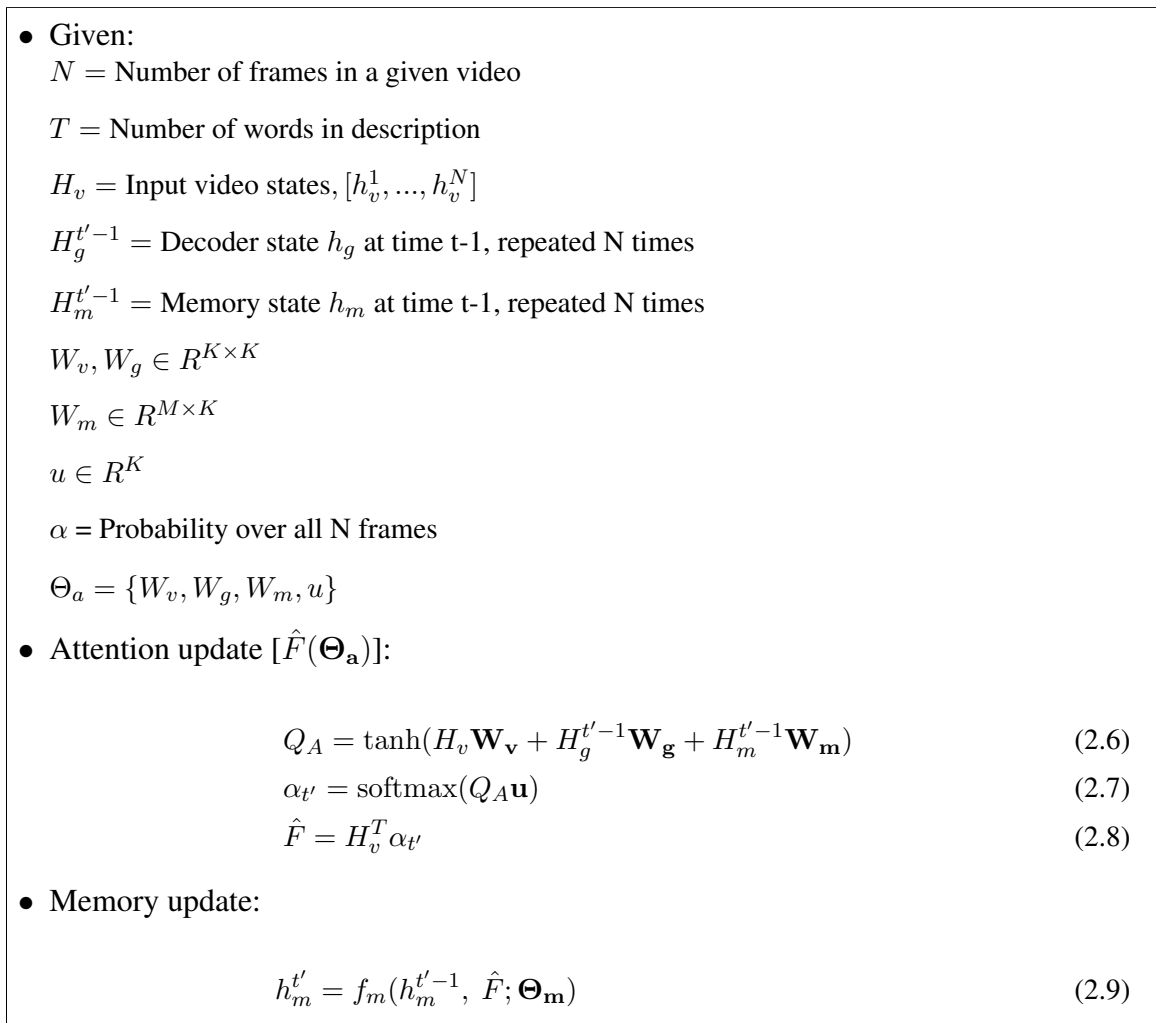 • Given:
N = Number of frames in a given video
T = Number of words in description
H_v = Input video states, [h_v^1, ..., h_v^N]
H_g^{t'-1} = Decoder state h_g at time t-1, repeated N times
H_m^{t'-1} = Memory state h_m at time t-1, repeated N times
W_v, W_g ∈ R^{K×K}
W_m ∈ R^{M×K}
u ∈ R^K
α = Probability over all N frames
Θ_a = {W_v, W_g, W_m, u}
• Attention update [F̂(Θ_a)]:
Q_A = tanh(H_v W_v + H_g^{t'-1} W_g + H_m^{t'-1} W_m) (2.6)
α_{t'} = softmax(Q_A u) (2.7)
F̂ = H_v^T α_{t'} (2.8)
• Memory update:
h_m^{t'} = f_m(h_m^{t'-1}, F̂; Θ_m) (2.9)